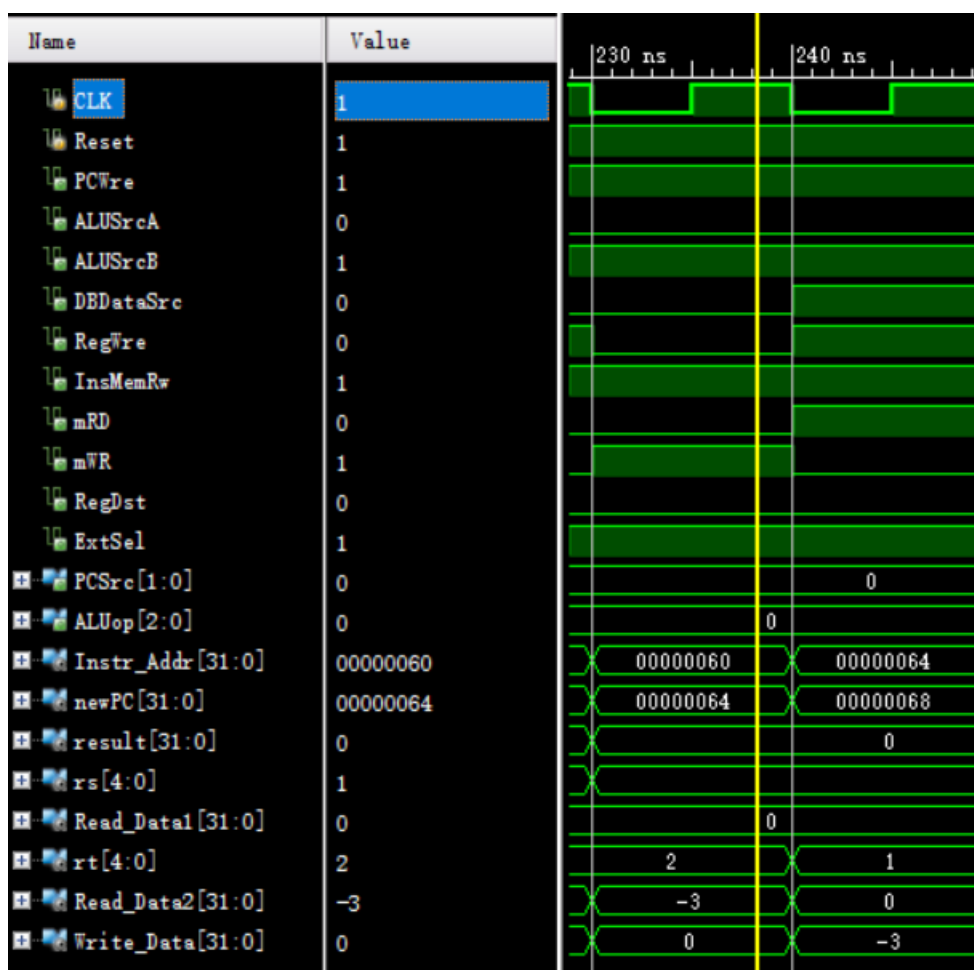 Name Value 230 ns 240 ns
CLK 1
Reset 1
PCWre 1
ALUSrcA 0
ALUSrcB 1
DBDataSrc 0
RegWre 0
InsMemRw 1
mRD 0
mWR 1
RegDst 0
ExtSel 1
PCSrc[1:0] 0 0
ALUop[2:0] 0 0
Instr_Addr[31:0] 00000060 00000060 00000064
newPC[31:0] 00000064 00000064 00000068
result[31:0] 0 0
rs[4:0] 1
Read_Data1[31:0] 0 0
rt[4:0] 2 2 1
Read_Data2[31:0] -3 -3 0
Write_Data[31:0] 0 0 -3